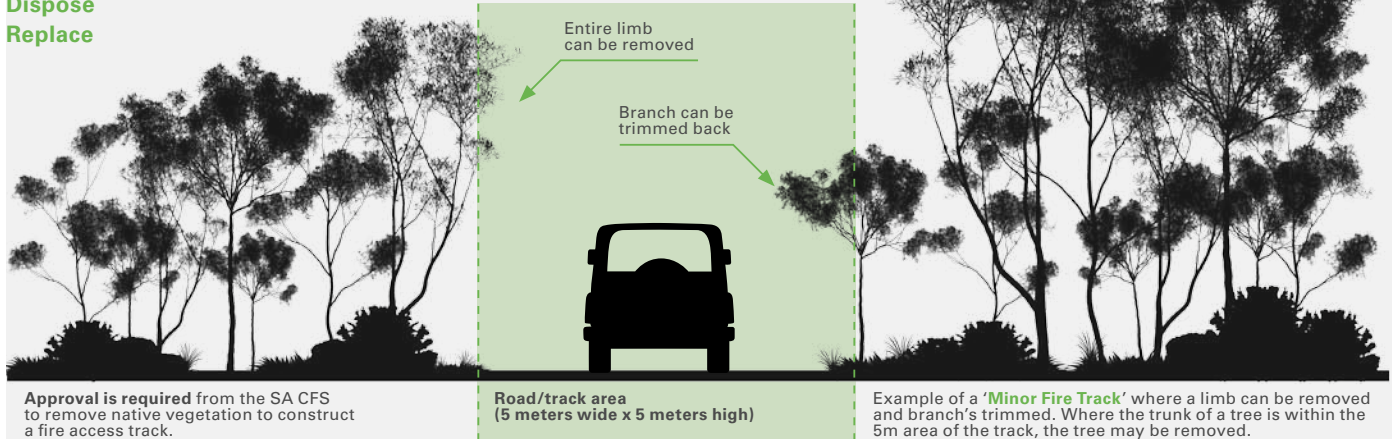 Dispose
Replace
Entire limb
can be removed
Branch can be
trimmed back
Approval is required from the SA CFS
to remove native vegetation to construct
a fire access track.
Road/track area
(5 meters wide x 5 meters high)
Example of a ‘Minor Fire Track’ where a limb can be removed
and branch’s trimmed. Where the trunk of a tree is within the
5m area of the track, the tree may be removed.